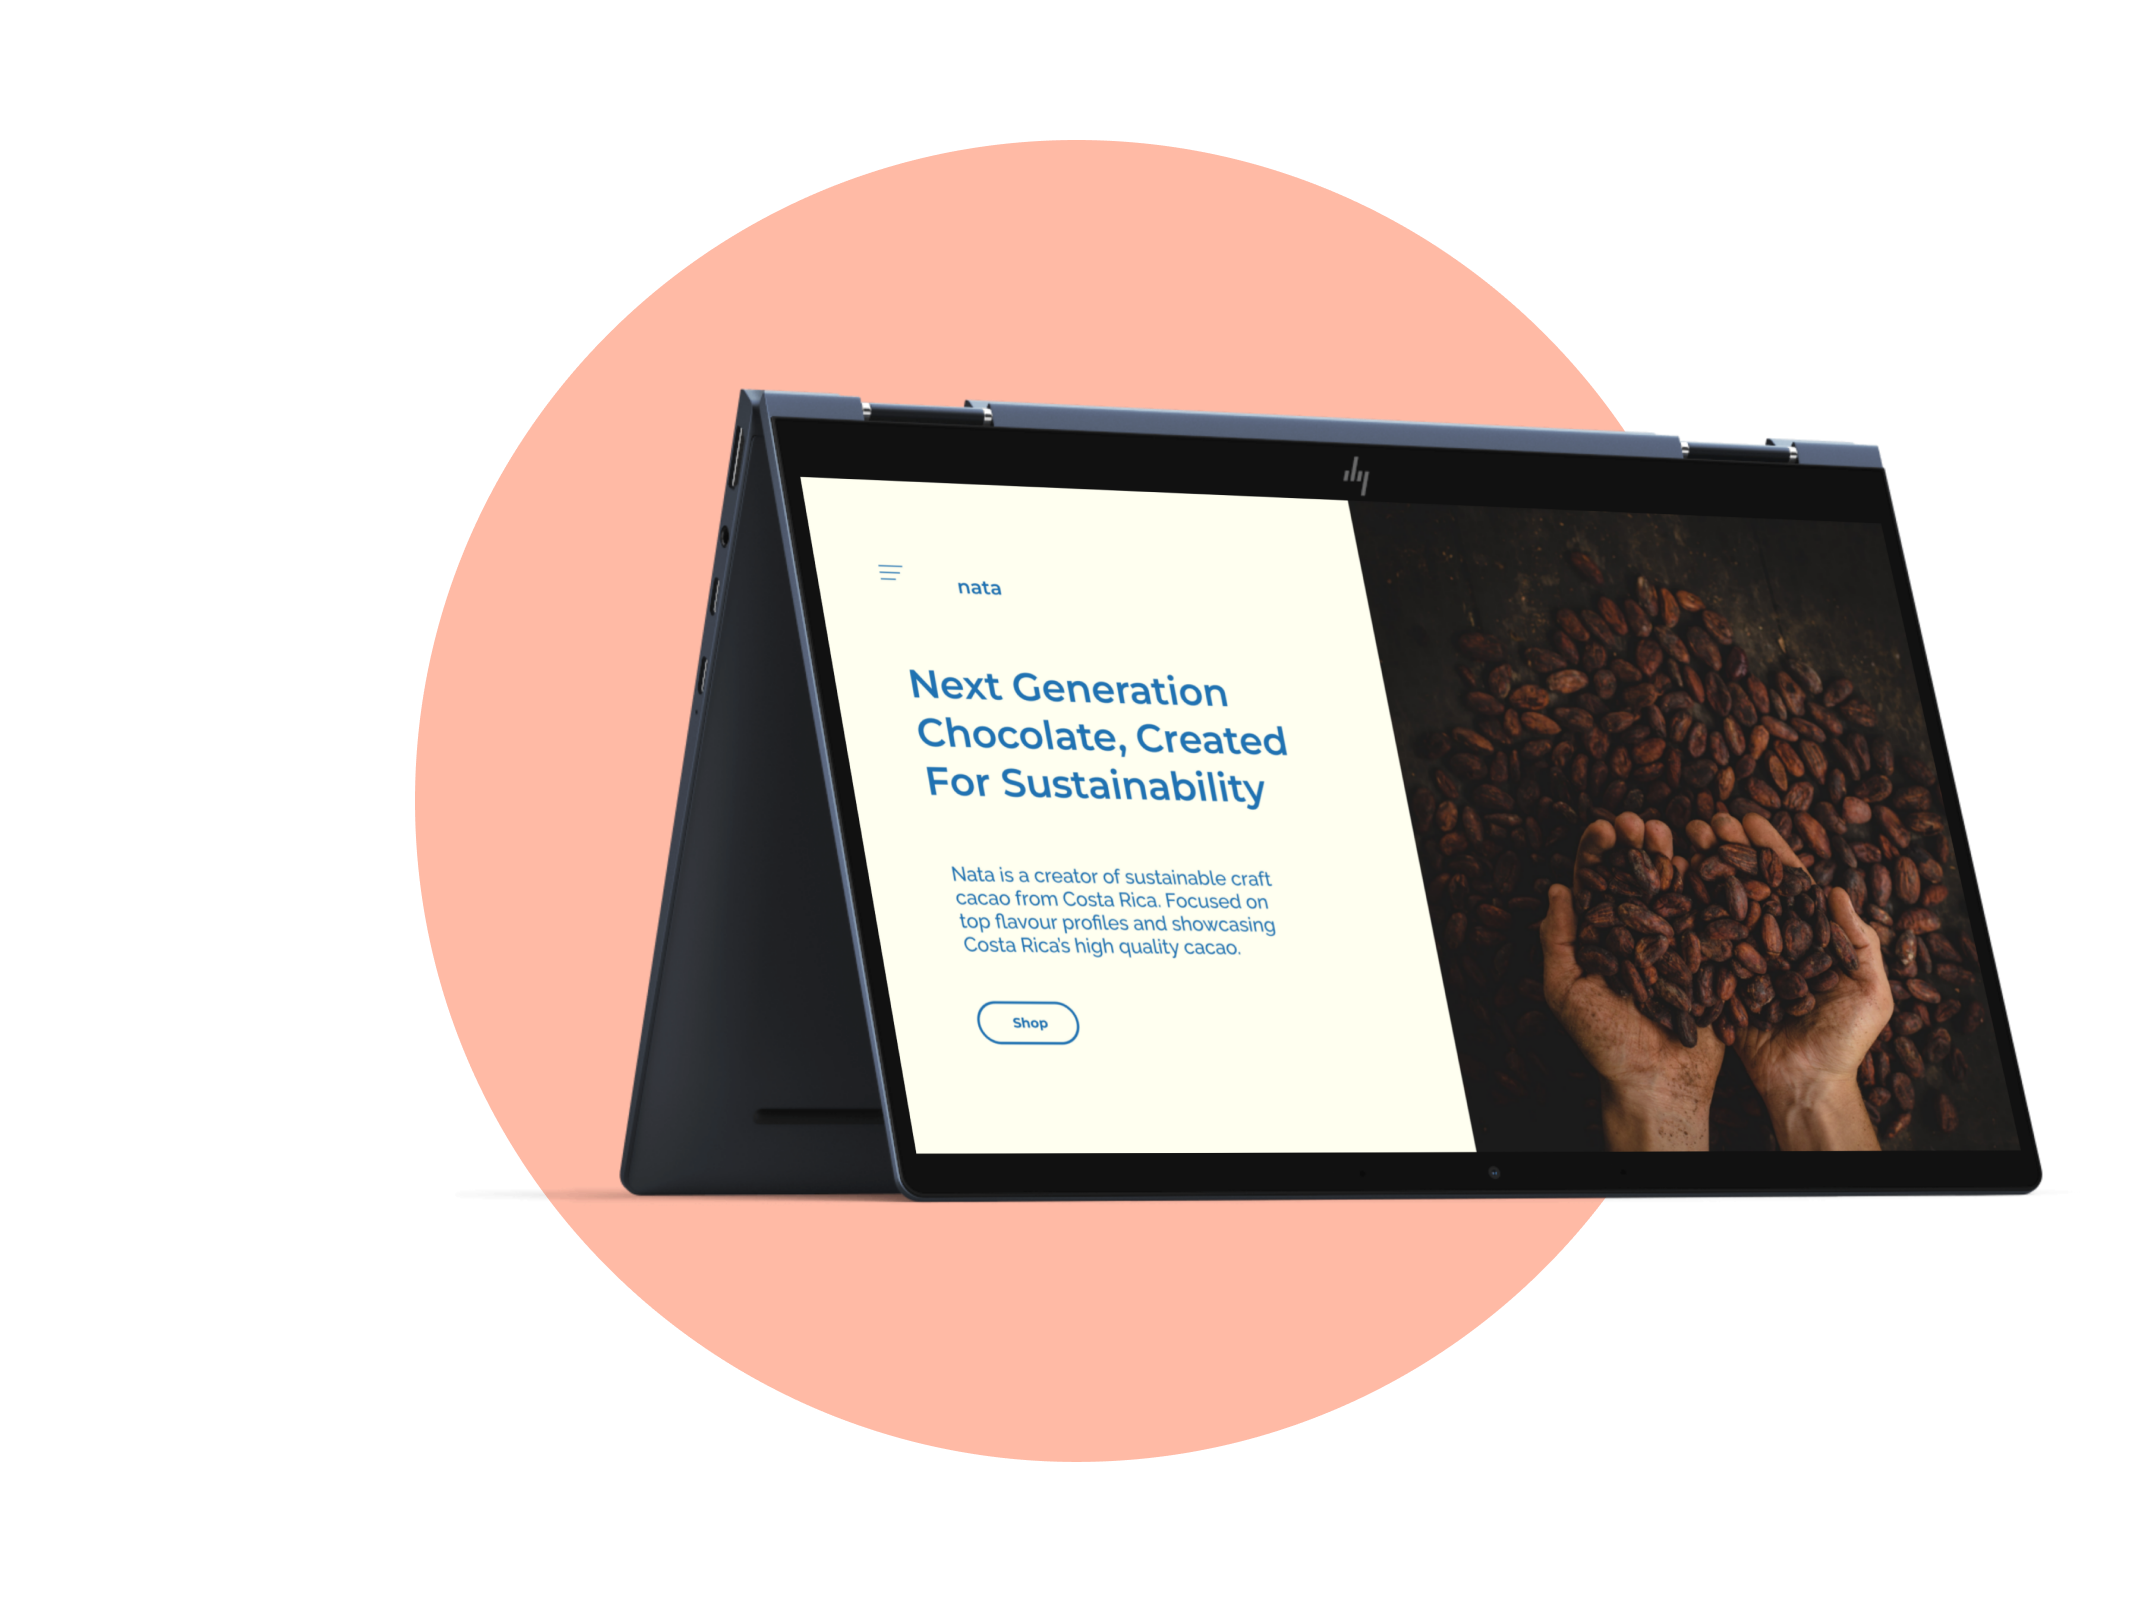 nata
Next Generation
Chocolate, Created
For Sustainability
Nata is a creator of sustainable craft
cacao from Costa Rica. Focused on
top flavour profiles and showcasing
Costa Rica's high quality cacao.
Shop